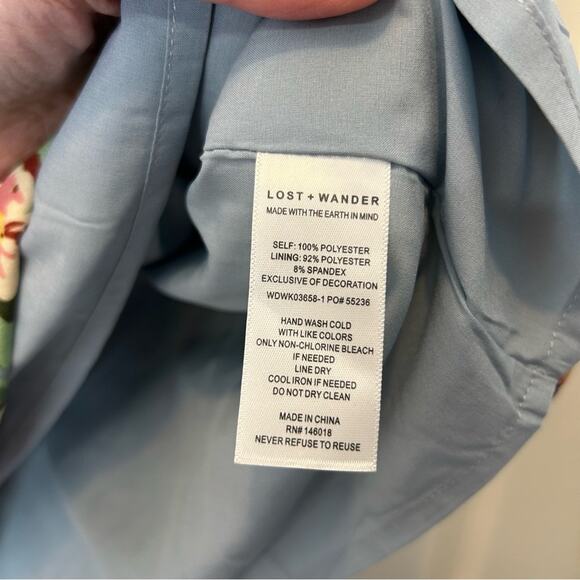 LOST + WANDER
MADE WITH THE EARTH IN MIND
SELF: 100% POLYESTER
LINING: 92% POLYESTER
8% SPANDEX
EXCLUSIVE OF DECORATION
WDWK03658-1 PO# 55236
HAND WASH COLD
WITH LIKE COLORS
ONLY NON-CHLORINE BLEACH
IF NEEDED
LINE DRY
COOL IRON IF NEEDED
DO NOT DRY CLEAN
MADE IN CHINA
RN# 146018
NEVER REFUSE TO REUSE